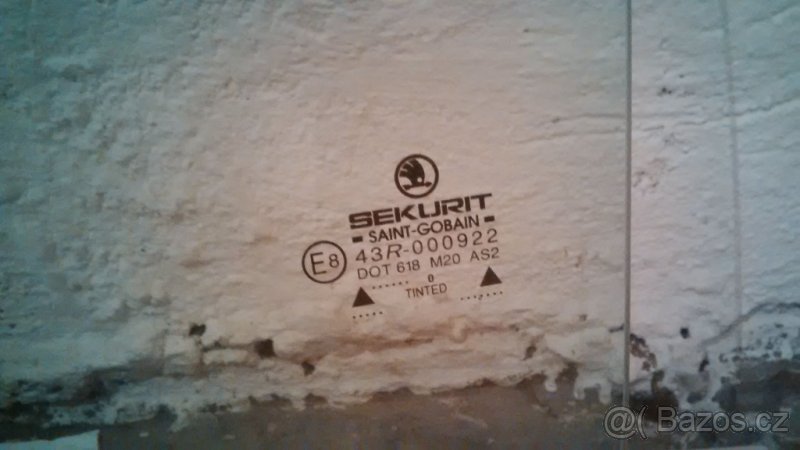 SEKURIT
SAINT-GOBAIN
E8
43R-000922
DOT 618 M20 AS2
0
TINTED
@( Bazos.cz